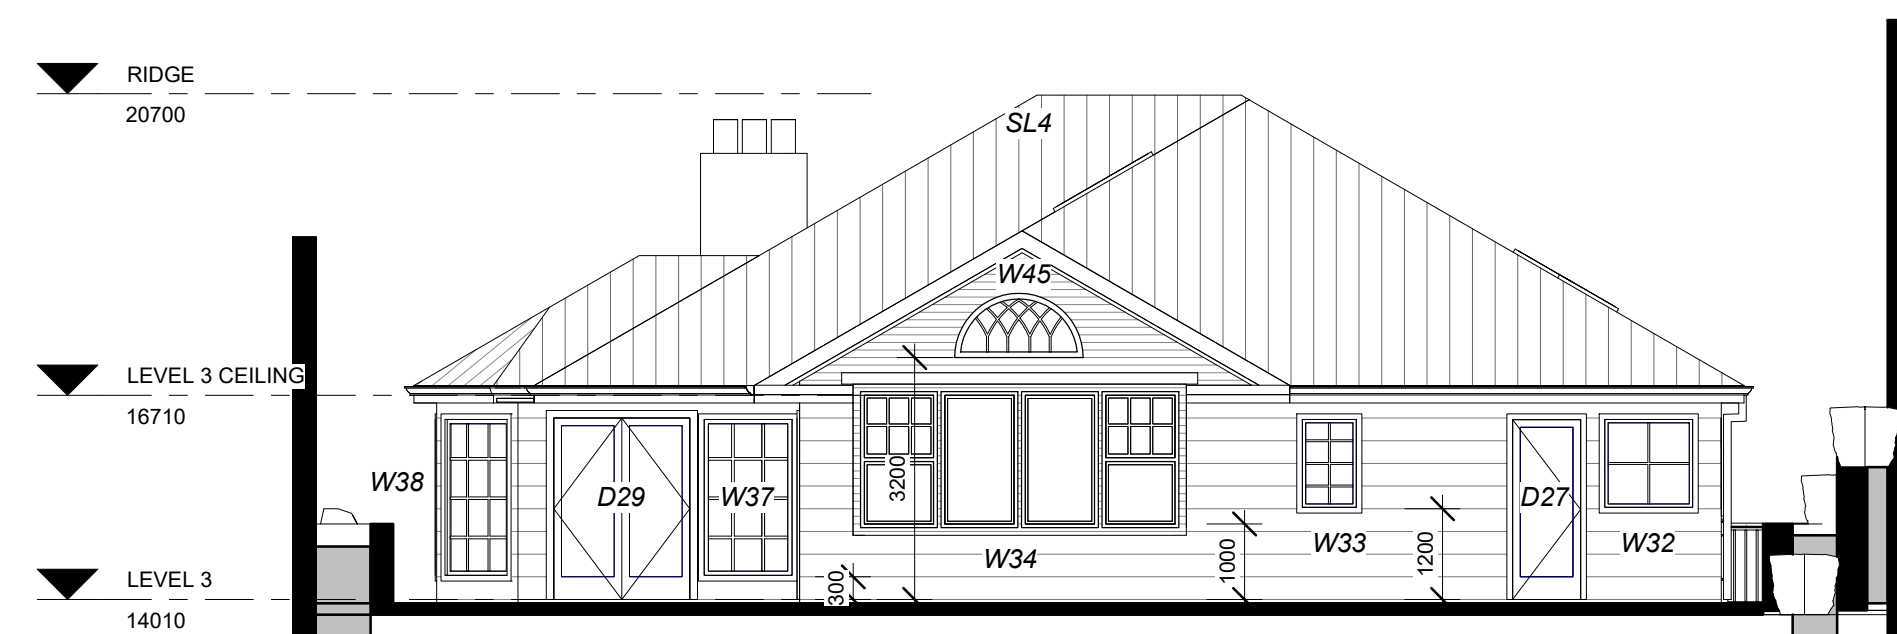 RIDGE
20700
SL4
W45
LEVEL 3 CEILING
16710
W38
D29
W37
3200
D27
W34
1000
W33
1200
W32
300
LEVEL 3
14010